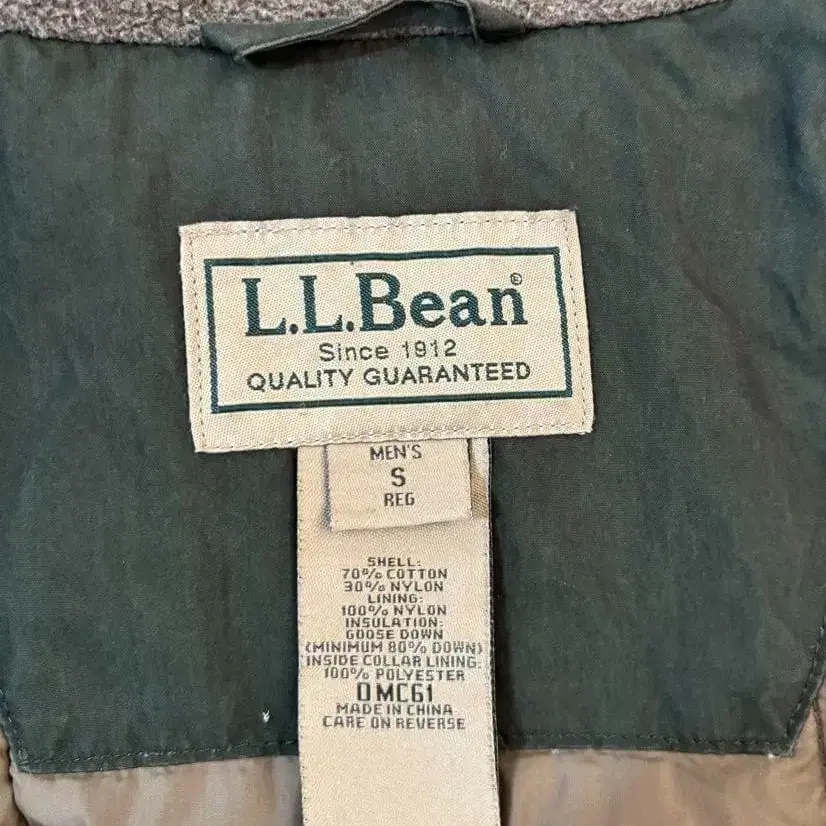 L.L.Bean®
Since 1912
QUALITY GUARANTEED
MEN'S
S
REG
SHELL:
70% COTTON
30% NYLON
LINING:
100% NYLON
INSULATION:
GOOSE DOWN
(MINIMUM 80% DOWN)
INSIDE COLLAR LINING:
100% POLYESTER
0MC61
MADE IN CHINA
CARE ON REVERSE